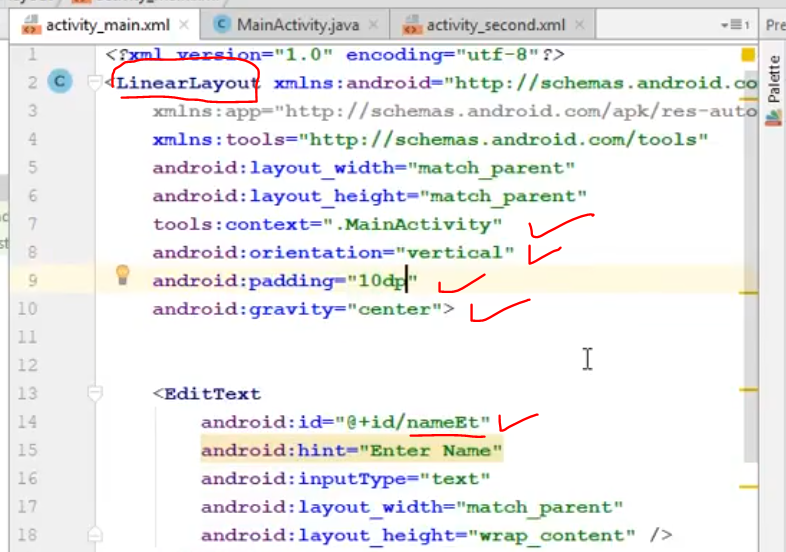 activity_main.xml MainActivity.java activity_second.xml 1 Pre
Palette
1 <?xml version="1.0" encoding="utf-8"?>
2 C <LinearLayout xmlns:android="http://schemas.android.co
3 xmlns:app="http://schemas.android.com/apk/res-auto
4 xmlns:tools="http://schemas.android.com/tools"
5 android:layout_width="match_parent"
6 android:layout_height="match_parent"
7 tools:context=".MainActivity"
8 android:orientation="vertical"
9 android:padding="10dp"
10 android:gravity="center">
11
12
13 <EditText
14 android:id="@+id/nameEt"
15 android:hint="Enter Name"
16 android:inputType="text"
17 android:layout_width="match_parent"
18 android:layout_height="wrap_content" />